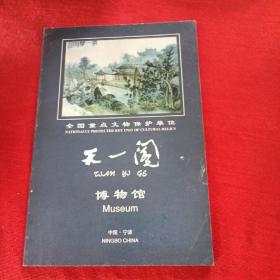 全国重点文物保护单位
NATIONALLY PROTECTED KEY UNIT OF CULTURAL RELICS
天一阁
TIAN YI GE
博物馆
Museum
中国·宁波
NINGBO CHINA